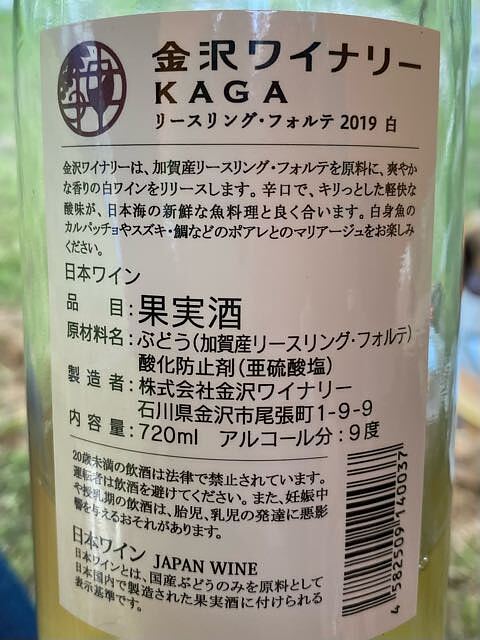 金沢ワイナリー
KAGA
リースリング・フォルテ 2019 白
金沢ワイナリーは、加賀産リースリング・フォルテを原料に、爽やか
な香りの白ワインをリリースします。辛口で、キリっとした軽快な
酸味が、日本海の新鮮な魚料理と良く合います。白身魚の
カルパッチョやスズキ・鯛などのポアレとのマリアージュをお楽しみ
ください。
日本ワイン
品目:果実酒
原材料名:ぶどう(加賀産リースリング・フォルテ)
酸化防止剤(亜硫酸塩)
製造者:株式会社金沢ワイナリー
石川県金沢市尾張町1-9-9
内容量:720ml アルコール分:9度
20歳未満の飲酒は法律で禁止されています。
運転者は飲酒を避けてください。また、妊娠中
や授乳期の飲酒は、胎児、乳児の発達に悪影
響を与えるおそれがあります。
日本ワイン JAPAN WINE
日本ワインとは、国産ぶどうのみを原料として
日本国内で製造された果実酒に付けられる
表示基準です。
4 582509 140037